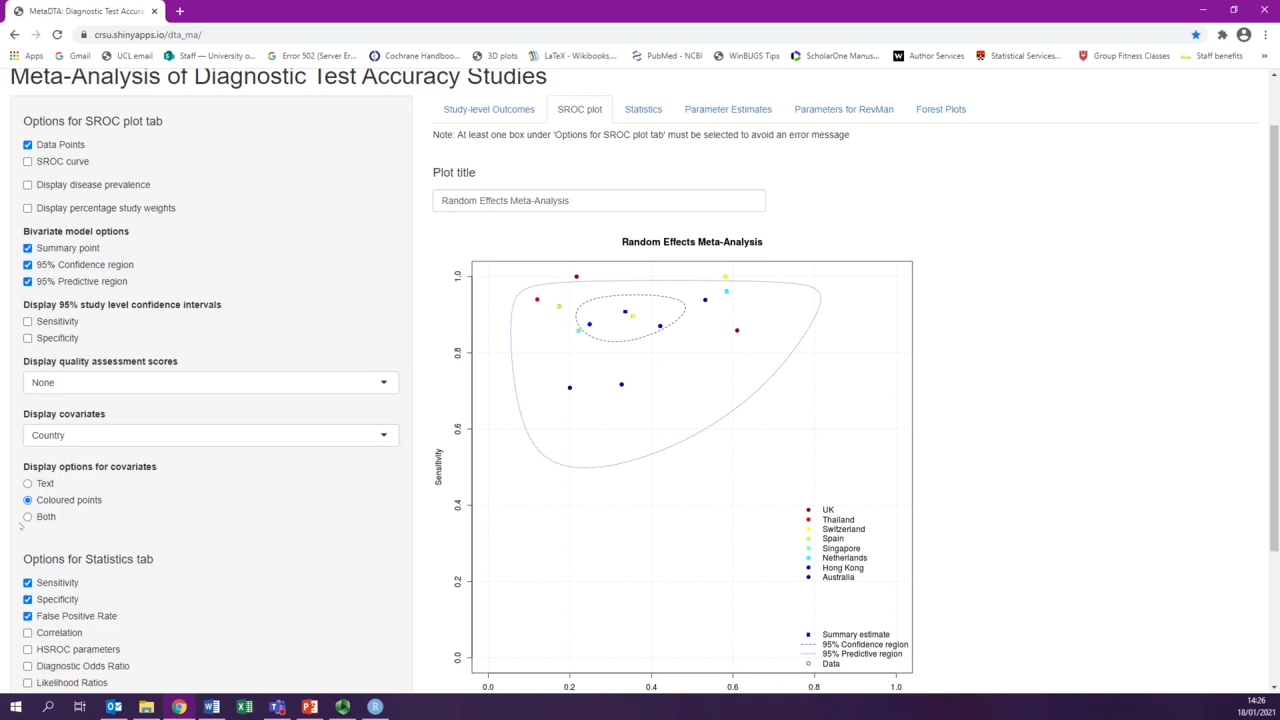 MetaDTA: Diagnostic Test Accura
crsu.shinyapps.io/dta_ma/
Apps Gmail UCL email Staff — University o... Error 502 (Server Er... Cochrane Handbook... 3D plots LaTeX - Wikibooks,... PubMed - NCBI WinBUGS Tips ScholarOne Manus... Author Services Statistical Services... Group Fitness Classes Staff benefits »
Meta-Analysis of Diagnostic Test Accuracy Studies
Options for SROC plot tab
Data Points
SROC curve
Display disease prevalence
Display percentage study weights
Bivariate model options
Summary point
95% Confidence region
95% Predictive region
Display 95% study level confidence intervals
Sensitivity
Specificity
Display quality assessment scores
None
Display covariates
Country
Display options for covariates
Text
Coloured points
Both
Options for Statistics tab
Sensitivity
Specificity
False Positive Rate
Correlation
HSROC parameters
Diagnostic Odds Ratio
Likelihood Ratios
Study-level Outcomes SROC plot Statistics Parameter Estimates Parameters for RevMan Forest Plots
Note: At least one box under 'Options for SROC plot tab' must be selected to avoid an error message
Plot title
Random Effects Meta-Analysis
Random Effects Meta-Analysis
1.0
0.8
0.6
Sensitivity
0.4
0.2
0.0
UK
Thailand
Switzerland
Spain
Singapore
Netherlands
Hong Kong
Australia
Summary estimate
95% Confidence region
95% Predictive region
Data
0.0 0.2 0.4 0.6 0.8 1.0
14:26
18/01/2021